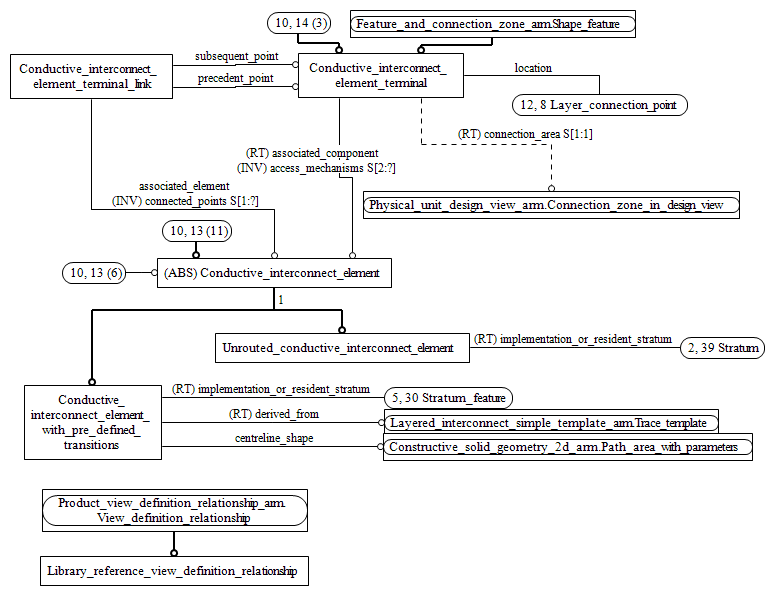 10, 14 (3)
Feature_and_connection_zone_arm.Shape_feature
subsequent_point
Conductive_interconnect_
element_terminal_link
precedent_point
Conductive_interconnect_
element_terminal
location
12, 8 Layer_connection_point
(RT) connection_area S[1:1]
(RT) associated_component
(INV) access_mechanisms S[2:?]
associated_element
(INV) connected_points S[1:?]
Physical_unit_design_view_arm.Connection_zone_in_design_view
10, 13 (11)
10, 13 (6)
(ABS) Conductive_interconnect_element
1
Unrouted_conductive_interconnect_element
(RT) implementation_or_resident_stratum
2, 39 Stratum
Conductive_
interconnect_element_
with_pre_defined_
transitions
(RT) implementation_or_resident_stratum
5, 30 Stratum_feature
(RT) derived_from
Layered_interconnect_simple_template_arm.Trace_template
centreline_shape
Constructive_solid_geometry_2d_arm.Path_area_with_parameters
Product_view_definition_relationship_arm.
View_definition_relationship
Library_reference_view_definition_relationship